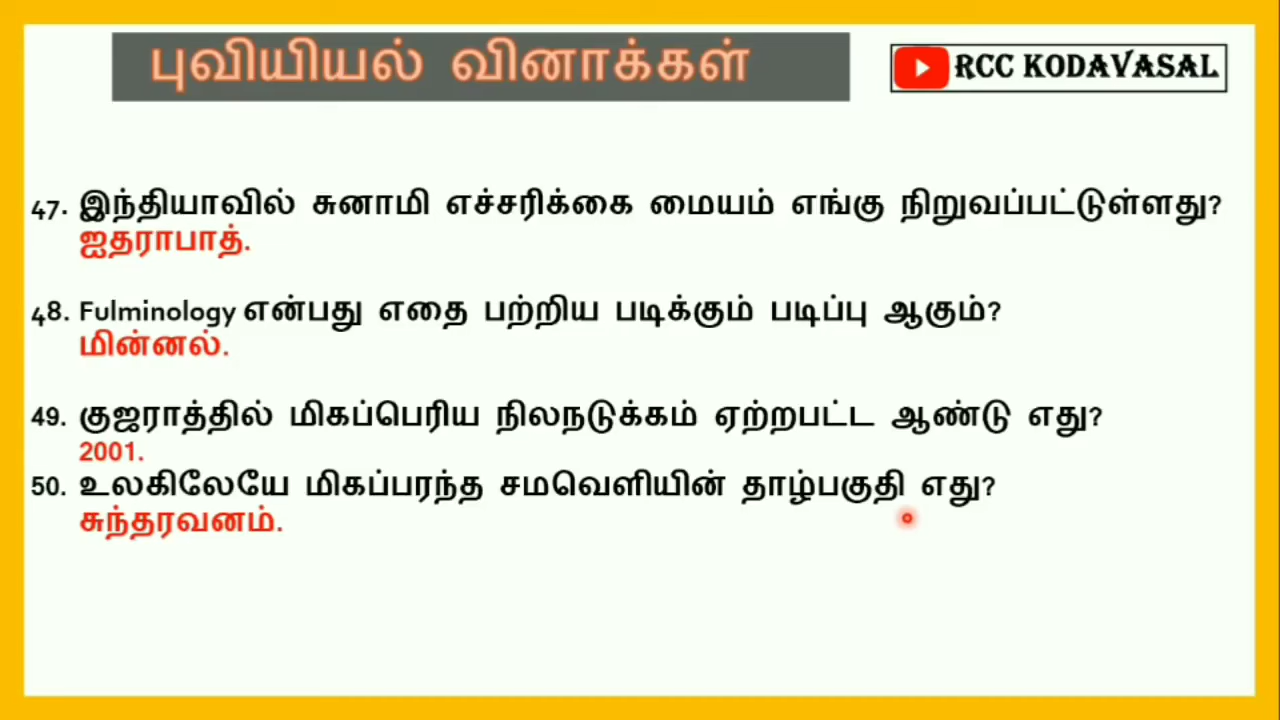 புவியியல் வினாக்கள்
RCC KODAVASAL
47. இந்தியாவில் சுனாமி எச்சரிக்கை மையம் எங்கு நிறுவப்பட்டுள்ளது?
ஐதராபாத்.
48. Fulminology என்பது எதை பற்றிய படிக்கும் படிப்பு ஆகும்?
மின்னல்.
49. குஜராத்தில் மிகப்பெரிய நிலநடுக்கம் ஏற்றபட்ட ஆண்டு எது?
2001.
50. உலகிலேயே மிகப்பரந்த சமவெளியின் தாழ்பகுதி எது?
சுந்தரவனம்.